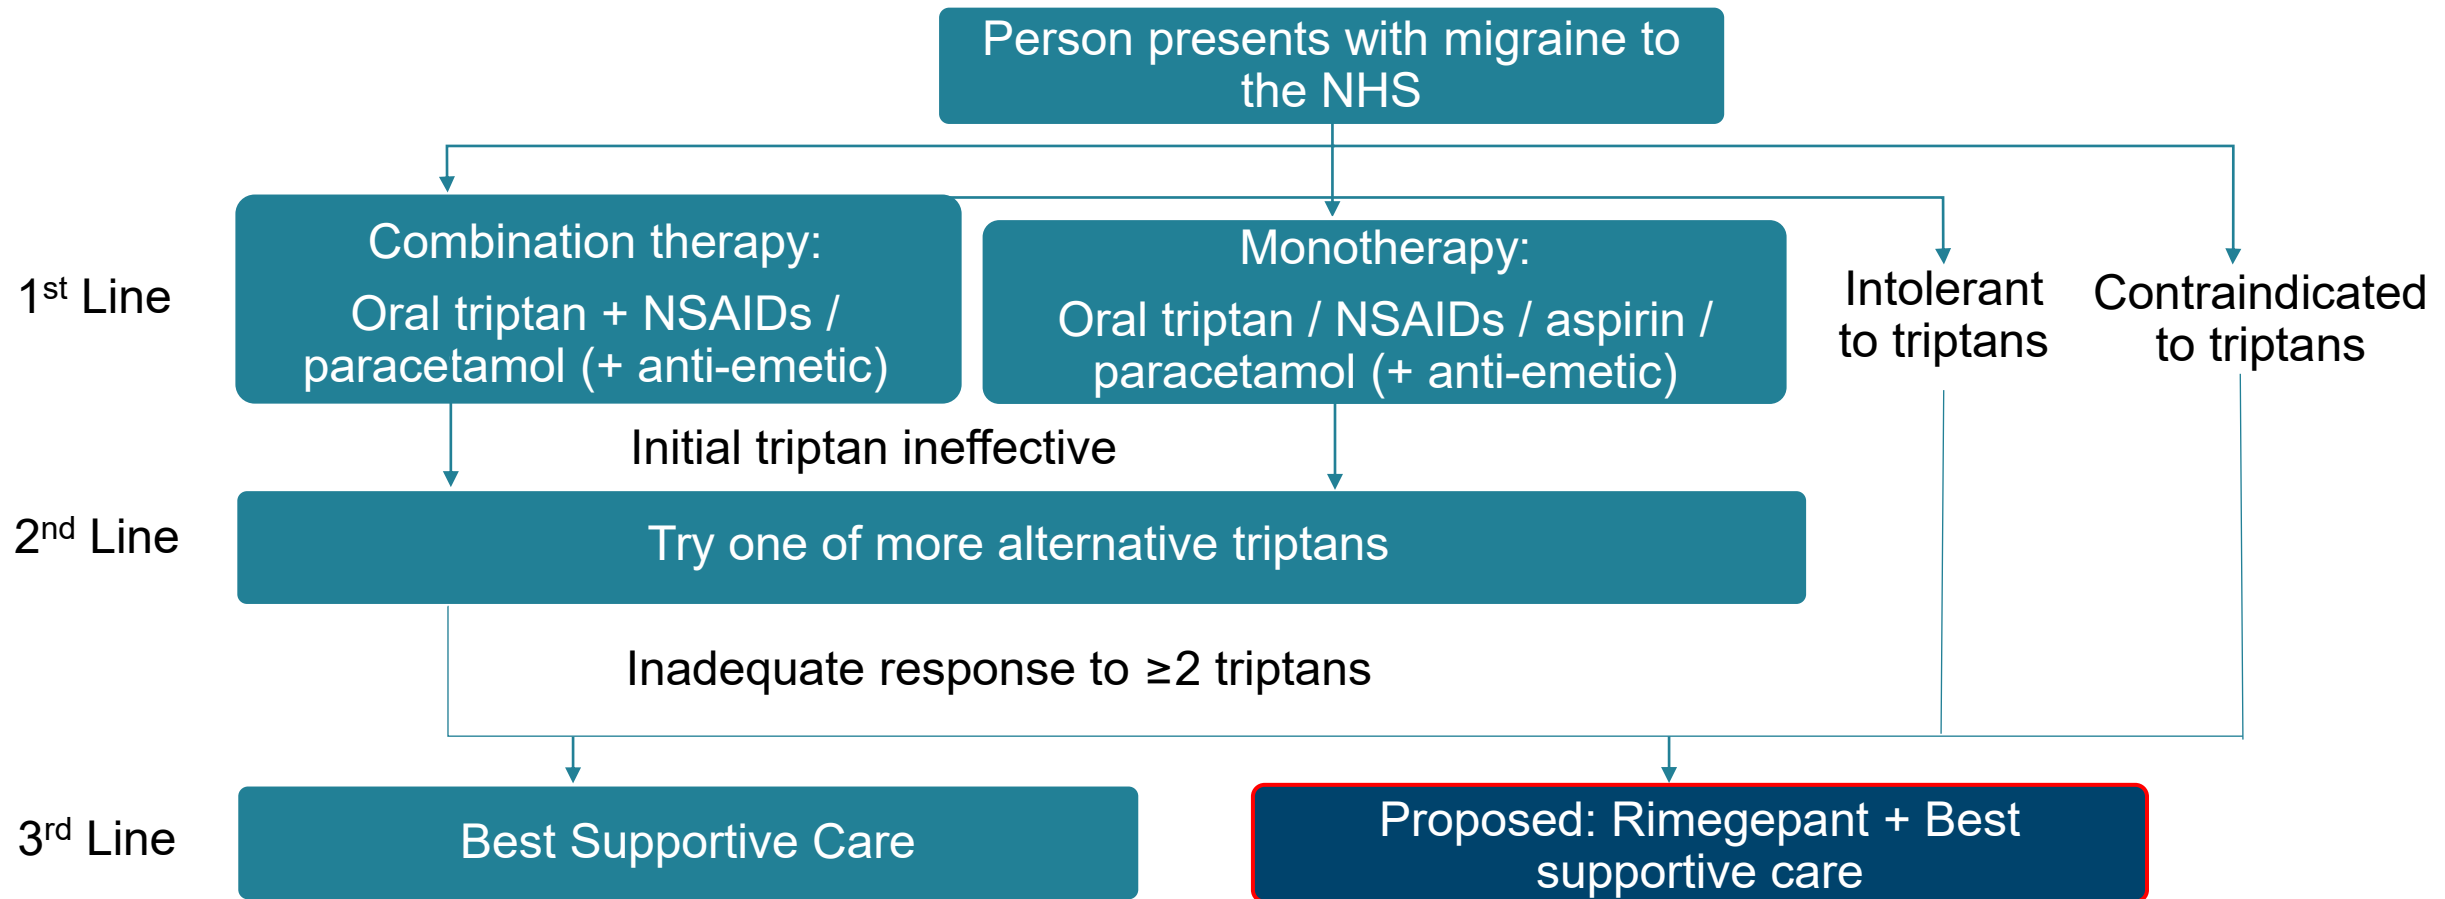 Person presents with migraine to
the NHS
1st Line
Combination therapy:
Oral triptan + NSAIDs /
paracetamol (+ anti-emetic)
Monotherapy:
Oral triptan / NSAIDs / aspirin /
paracetamol (+ anti-emetic)
Intolerant
to triptans
Contraindicated
to triptans
Initial triptan ineffective
2nd Line
Try one of more alternative triptans
Inadequate response to ≥2 triptans
3rd Line
Best Supportive Care
Proposed: Rimegepant + Best
supportive care